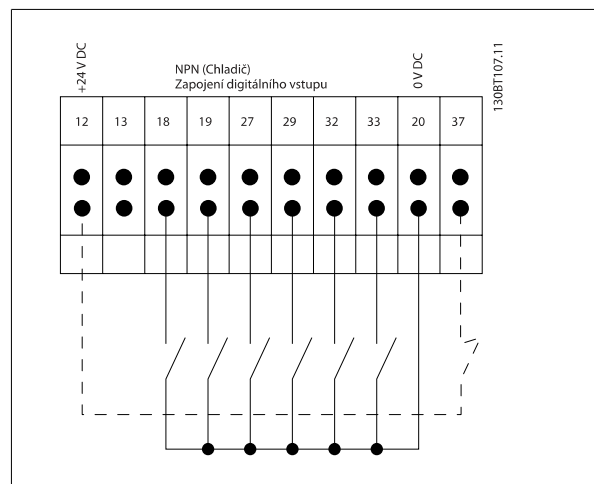 +24 V DC
NPN (Chladič)
Zapojení digitálního vstupu
0 V DC
130BT107.11
12 13 18 19 27 29 32 33 20 37